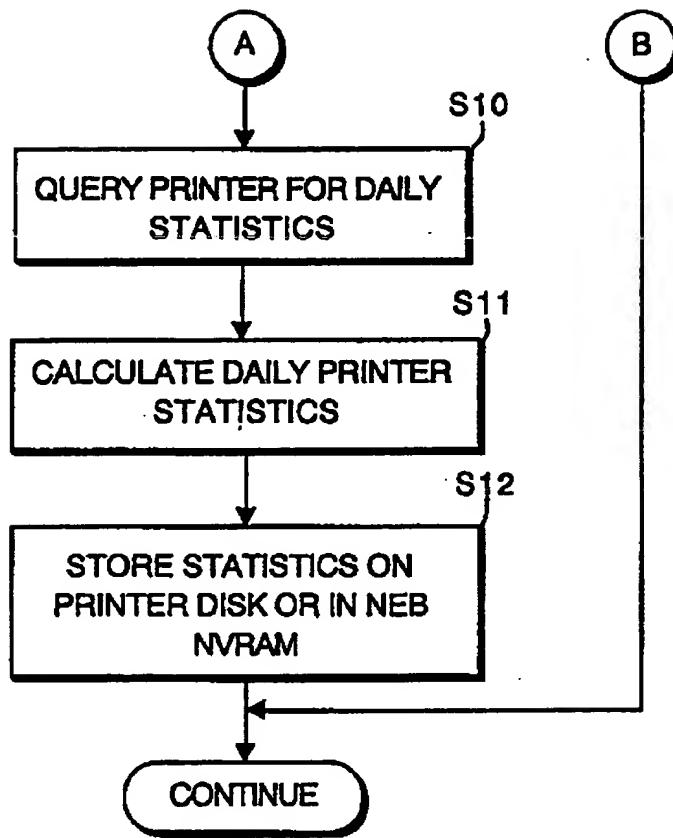 A
B
S10
QUERY PRINTER FOR DAILY
STATISTICS
S11
CALCULATE DAILY PRINTER
STATISTICS
S12
STORE STATISTICS ON
PRINTER DISK OR IN NEB
NVRAM
CONTINUE